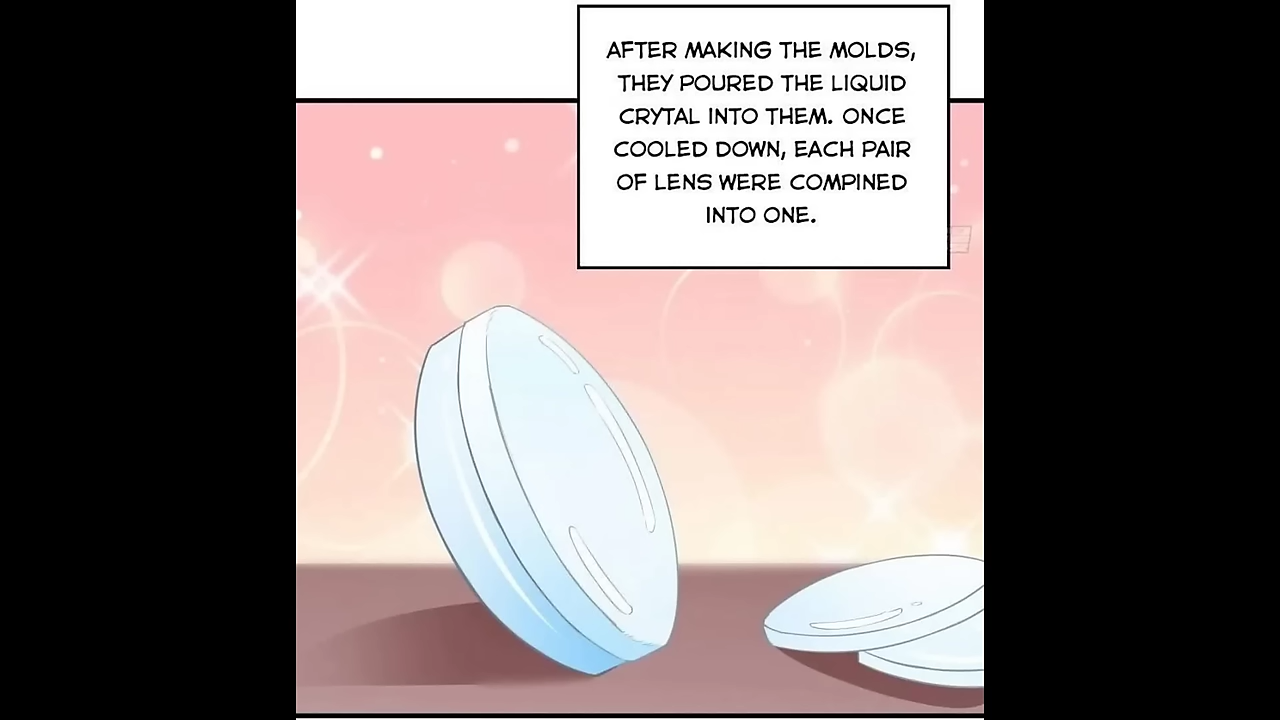 AFTER MAKING THE MOLDS,
THEY POURED THE LIQUID
CRYTAL INTO THEM. ONCE
COOLED DOWN, EACH PAIR
OF LENS WERE COMPINED
INTO ONE.